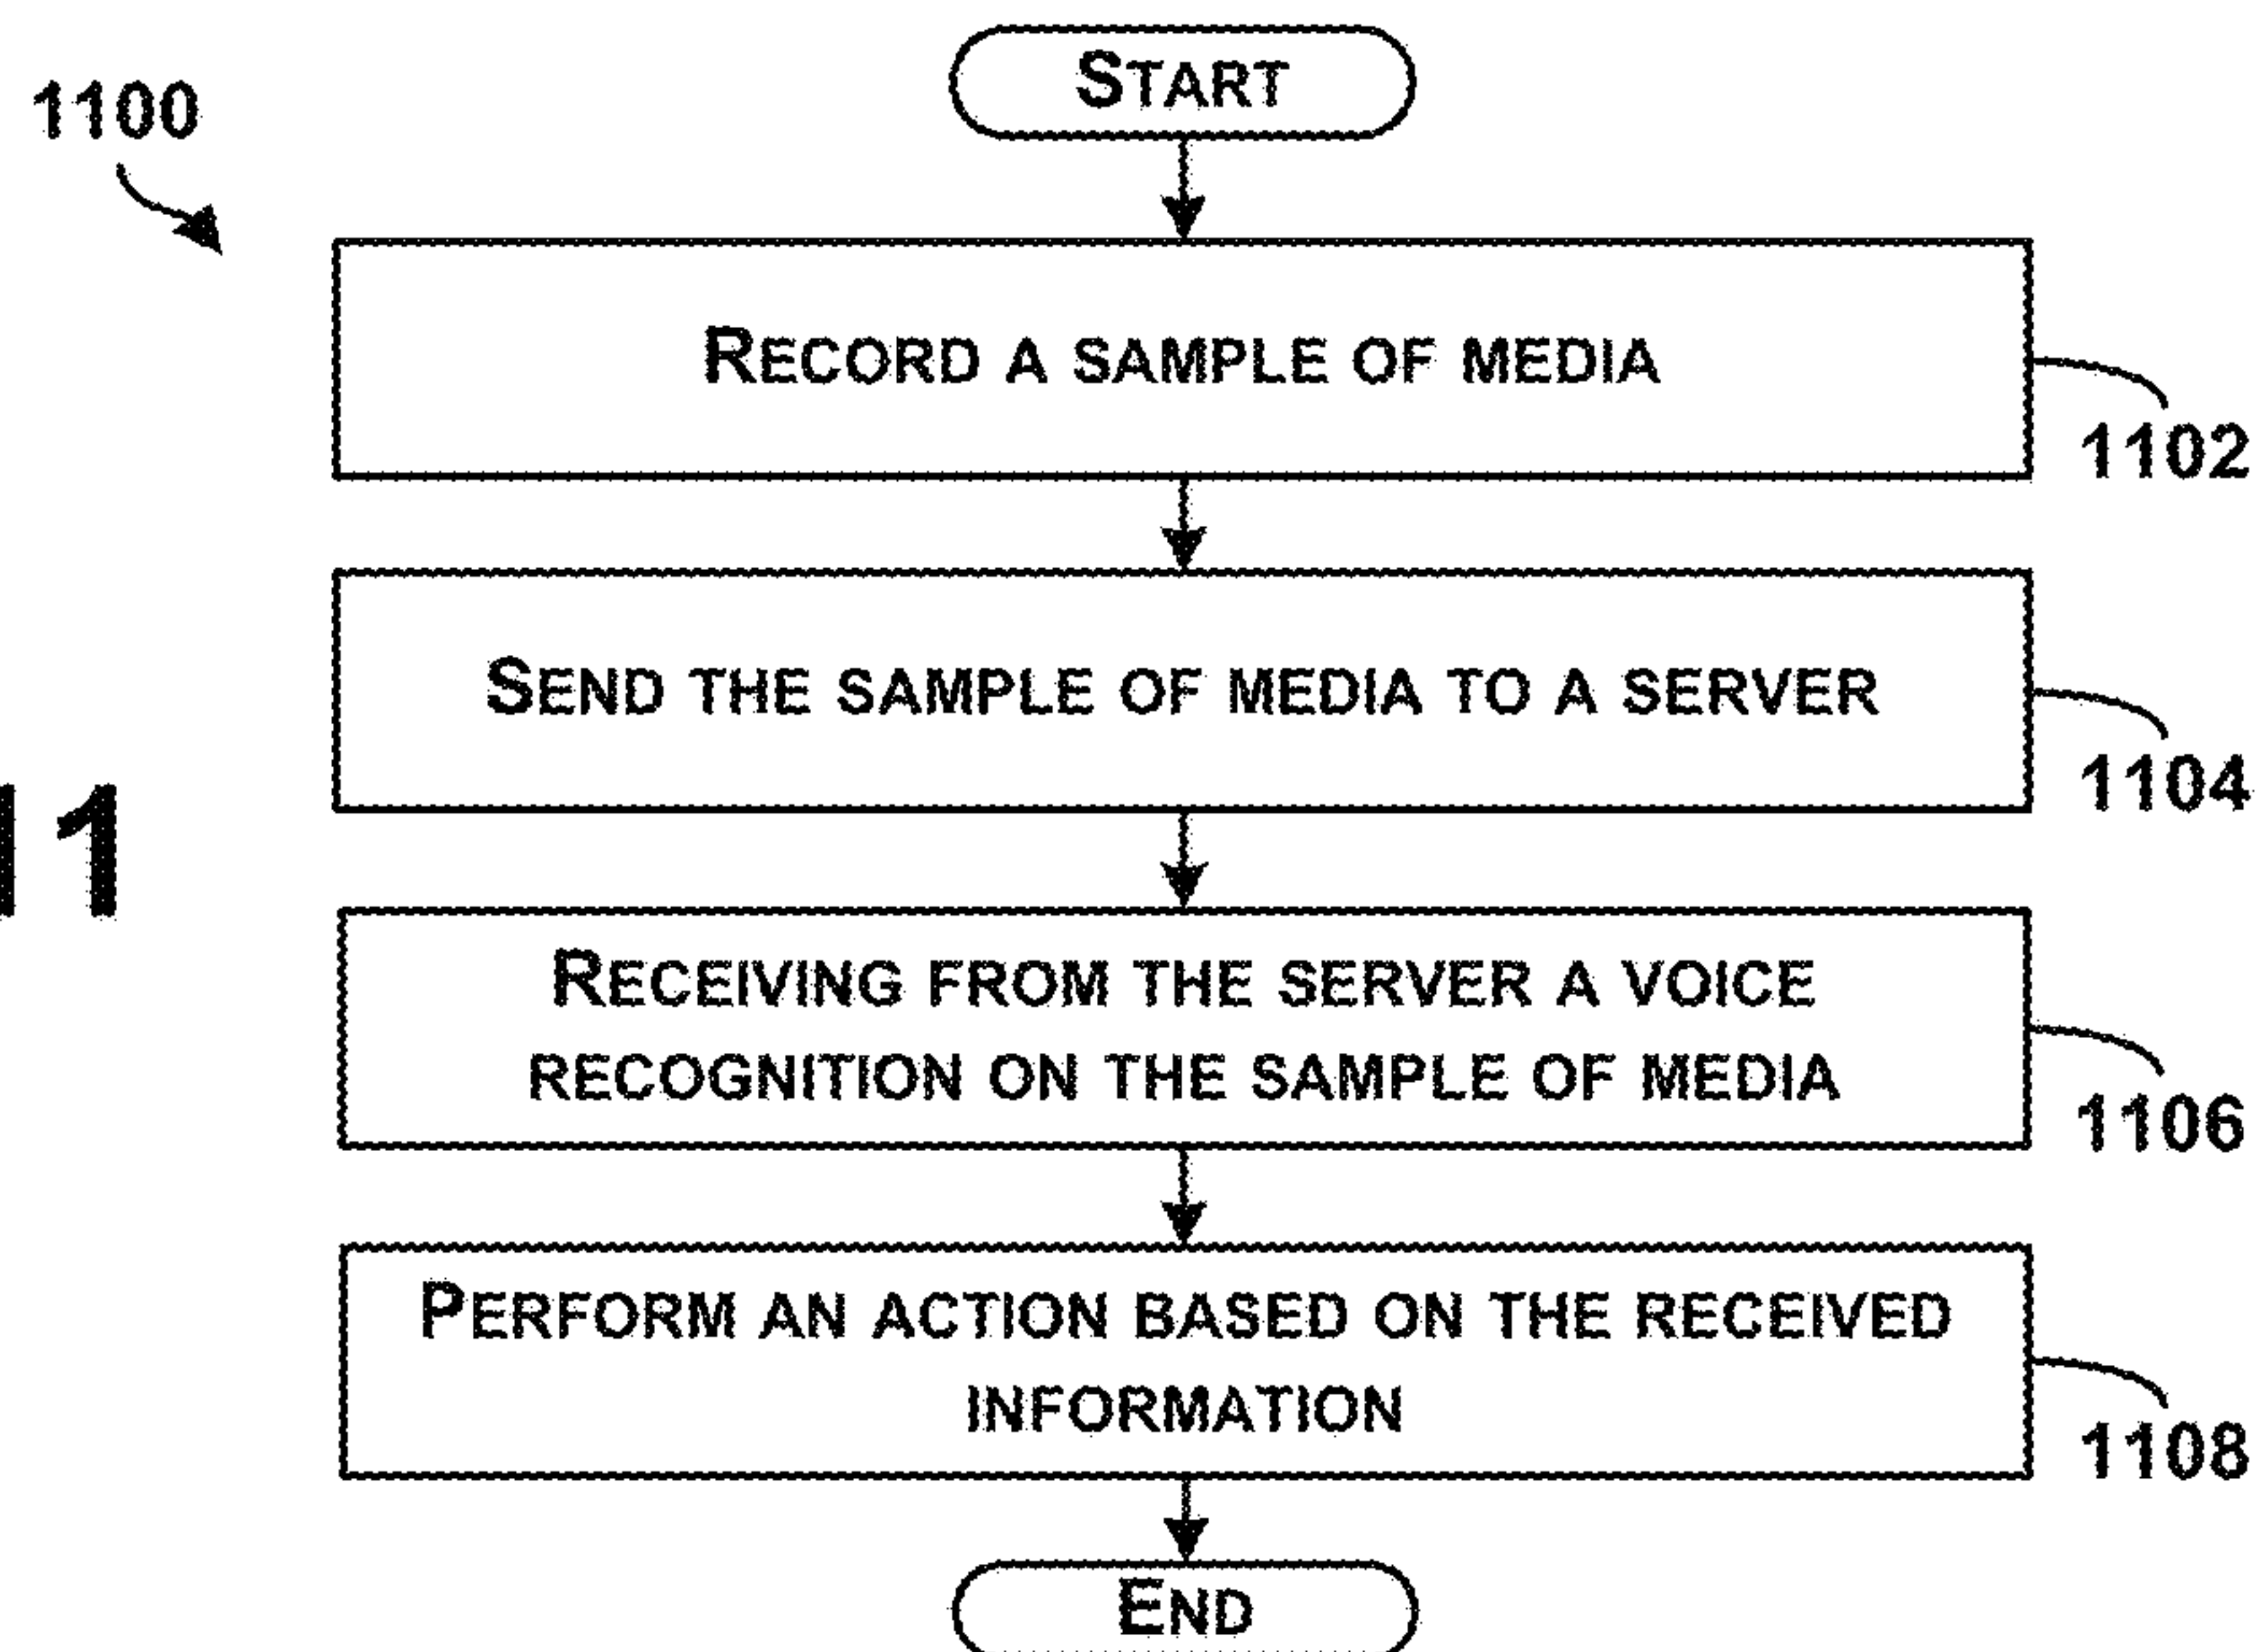 START
1100
RECORD A SAMPLE OF MEDIA
1102
SEND THE SAMPLE OF MEDIA TO A SERVER
1104
11
RECEIVING FROM THE SERVER A VOICE
RECOGNITION ON THE SAMPLE OF MEDIA
1106
PERFORM AN ACTION BASED ON THE RECEIVED
INFORMATION
1108
END